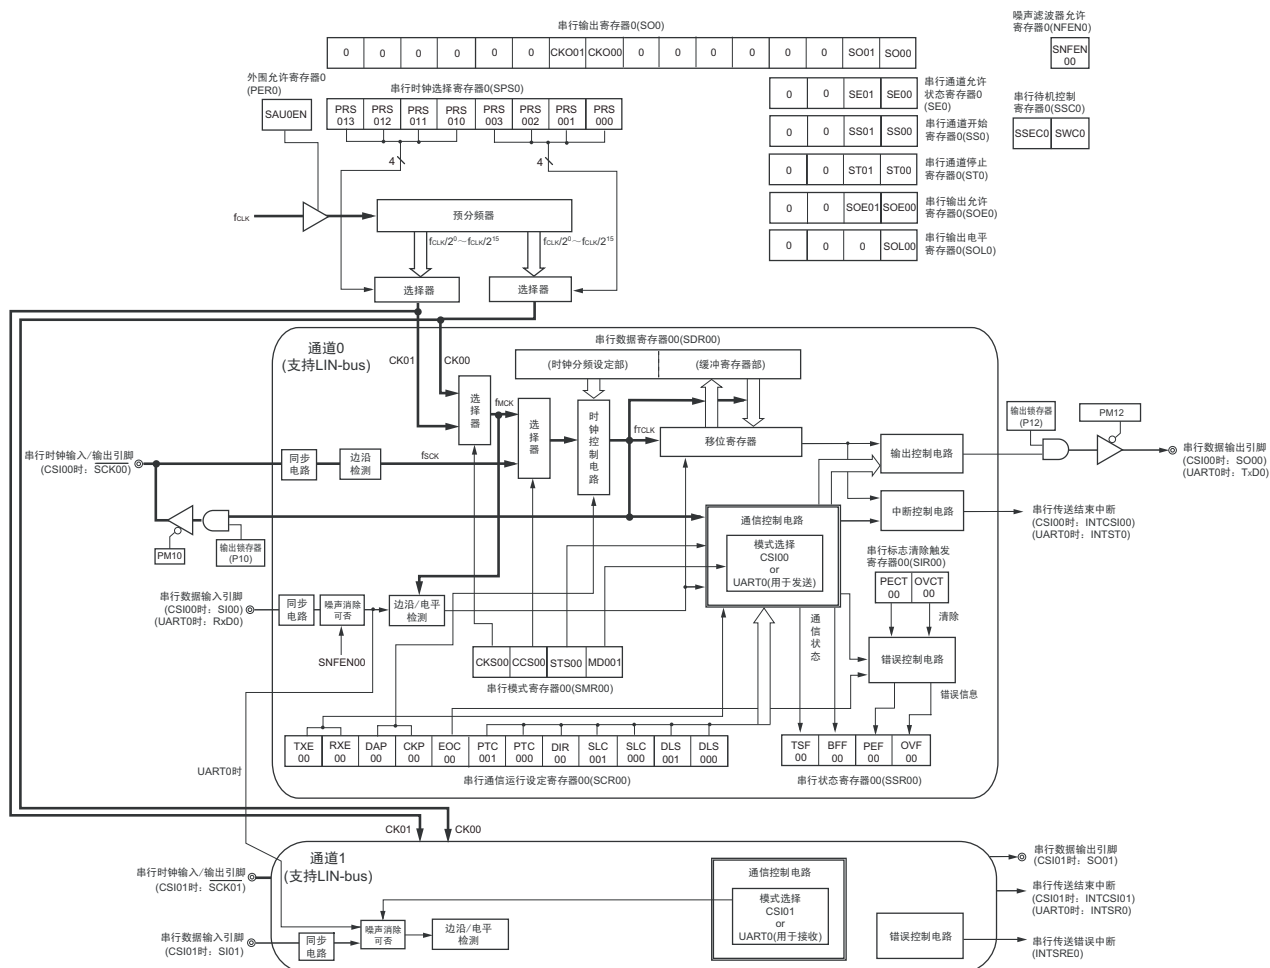 串行输出寄存器0(SO0)
0 0 0 0 0 0 CKO01 CKO00 0 0 0 0 0 0 SO01 SO00
噪声滤波器允许
寄存器0(NFEN0)
SNFEN
00
外围允许寄存器0
(PER0)
SAU0EN
串行时钟选择寄存器0(SPS0)
PRS PRS PRS PRS PRS PRS PRS PRS
013 012 011 010 003 002 001 000
4 4
0 0 SE01 SE00
串行通道允许
状态寄存器0
(SE0)
0 0 SS01 SS00
串行通道开始
寄存器0(SS0)
0 0 ST01 ST00
串行通道停止
寄存器0(ST0)
0 0 SOE01 SOE00
串行输出允许
寄存器0(SOE0)
0 0 0 SOL00
串行输出电平
寄存器0(SOL0)
串行待机控制
寄存器0(SSC0)
SSEC0 SWC0
fCLK
预分频器
fCLK/2⁰～fCLK/2¹⁵ fCLK/2⁰～fCLK/2¹⁵
选择器 选择器
通道0
(支持LIN-bus)
CK01 CK00
串行数据寄存器00(SDR00)
(时钟分频设定部) (缓冲寄存器部)
选择器
fMCK
选择器
时钟控制电路
fTCLK
移位寄存器
输出控制电路
输出锁存器
(P12)
PM12
串行数据输出引脚
(CSI00时：SO00)
(UART0时：TxD0)
串行时钟输入/输出引脚
(CSI00时：SCK00)
同步
电路
边沿
检测
fSCK
PM10
输出锁存器
(P10)
通信控制电路
模式选择
CSI00
or
UART0(用于发送)
中断控制电路
串行传送结束中断
(CSI00时：INTCSI00)
(UART0时：INTST0)
串行标志清除触发
寄存器00(SIR00)
PECT OVCT
00 00
清除
串行数据输入引脚
(CSI00时：SI00)
(UART0时：RxD0)
同步
电路
噪声消除
可否
边沿/电平
检测
SNFEN00
通信状态
错误控制电路
错误信息
CKS00 CCS00 STS00 MD001
串行模式寄存器00(SMR00)
TXE RXE DAP CKP EOC PTC PTC DIR SLC SLC DLS DLS
00 00 00 00 00 001 000 00 001 000 001 000
串行通信运行设定寄存器00(SCR00)
TSF BFF PEF OVF
00 00 00 00
串行状态寄存器00(SSR00)
UART0时
CK01 CK00
通道1
(支持LIN-bus)
串行时钟输入/输出引脚
(CSI01时：SCK01)
串行数据输入引脚
(CSI01时：SI01)
同步
电路
噪声消除
可否
边沿/电平
检测
通信控制电路
模式选择
CSI01
or
UART0(用于接收)
错误控制电路
串行数据输出引脚
(CSI01时：SO01)
串行传送结束中断
(CSI01时：INTCSI01)
(UART0时：INTSR0)
串行传送错误中断
(INTSRE0)